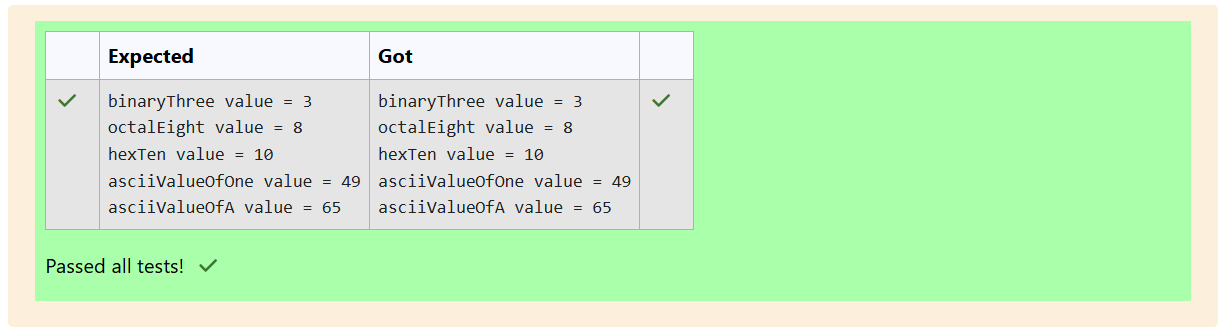 Expected Got
binaryThree value = 3 binaryThree value = 3
octalEight value = 8 octalEight value = 8
hexTen value = 10 hexTen value = 10
asciiValueOfOne value = 49 asciiValueOfOne value = 49
asciiValueOfA value = 65 asciiValueOfA value = 65
Passed all tests!